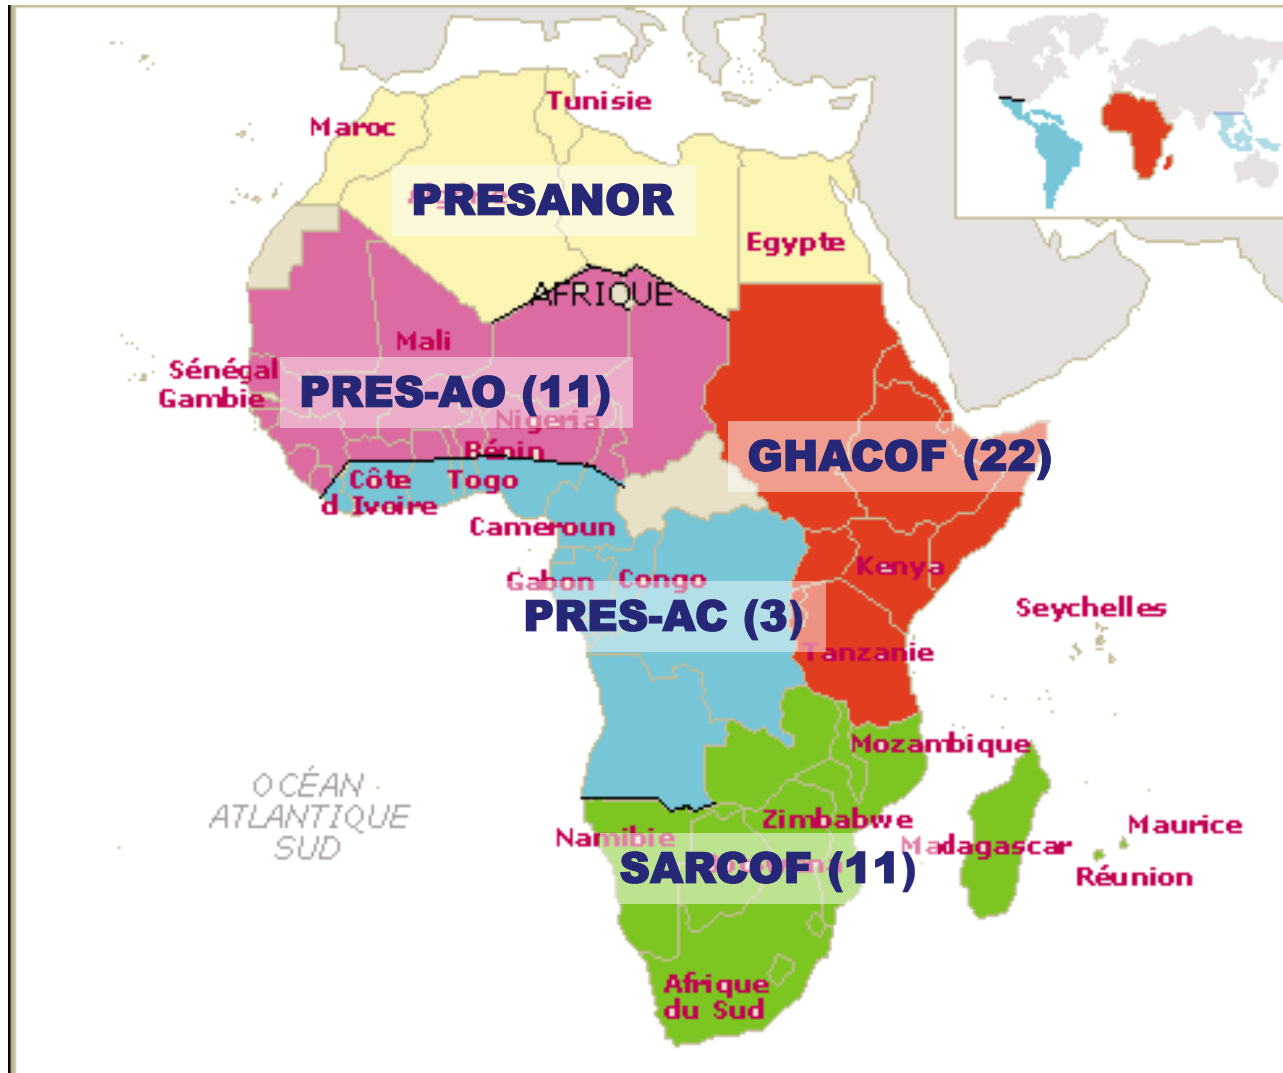 Tunisie
Maroc
PRESANOR
Egypte
AFRIQUE
Mali
Sénégal
Gambie
PRES-AO (11)
Nigeria
Bénin
GHACOF (22)
Côte
d Ivoire
Togo
Cameroun
Kenya
Gabon
Congo
Seychelles
PRES-AC (3)
Tanzanie
Mozambique
OCÉAN
ATLANTIQUE
SUD
Zimbabwe
Namibie
Madagascar
Maurice
SARCOF (11)
Réunion
Afrique
du Sud